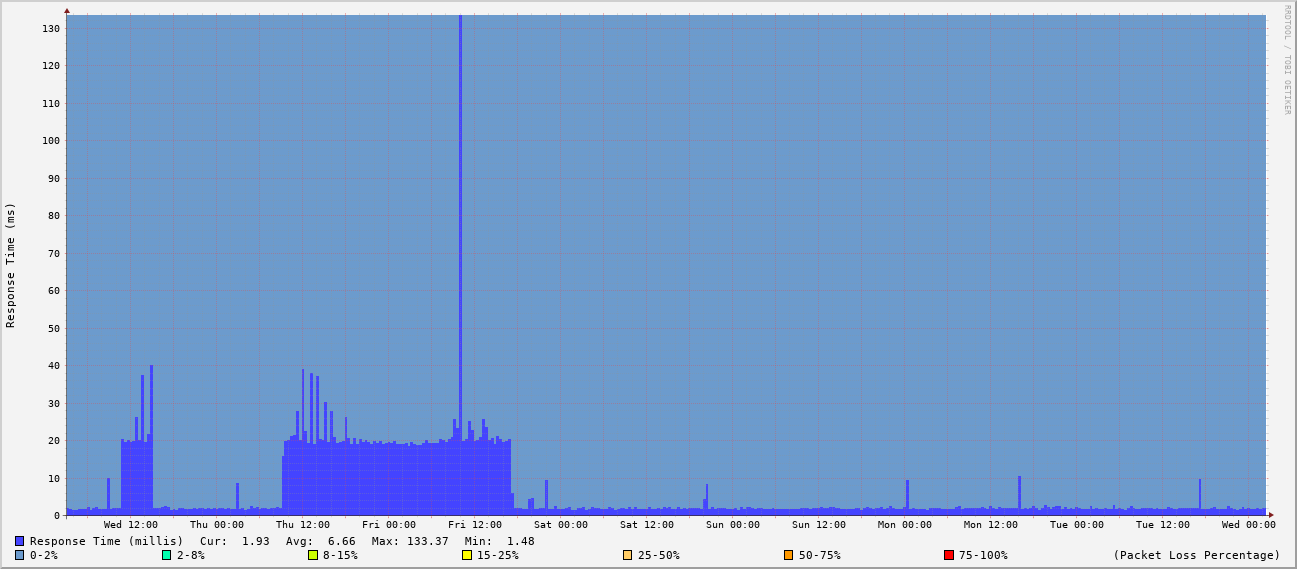 RRDTOOL / TOBI OETIKER
Response Time (ms)
130
120
110
100
90
80
70
60
50
40
30
20
10
0
Wed 12:00 Thu 00:00 Thu 12:00 Fri 00:00 Fri 12:00 Sat 00:00 Sat 12:00 Sun 00:00 Sun 12:00 Mon 00:00 Mon 12:00 Tue 00:00 Tue 12:00 Wed 00:00
Response Time (millis) Cur: 1.93 Avg: 6.66 Max: 133.37 Min: 1.48
0-2% 2-8% 8-15% 15-25% 25-50% 50-75% 75-100% (Packet Loss Percentage)